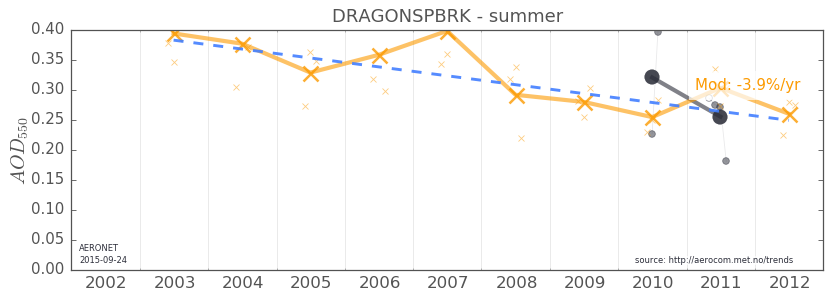 DRAGONSPBRK - summer
0.40
0.35
0.30
0.25
0.20
0.15
0.10
0.05
0.00
AOD550
Mod: -3.9%/yr
AERONET
2015-09-24
source: http://aerocom.met.no/trends
2002 2003 2004 2005 2006 2007 2008 2009 2010 2011 2012